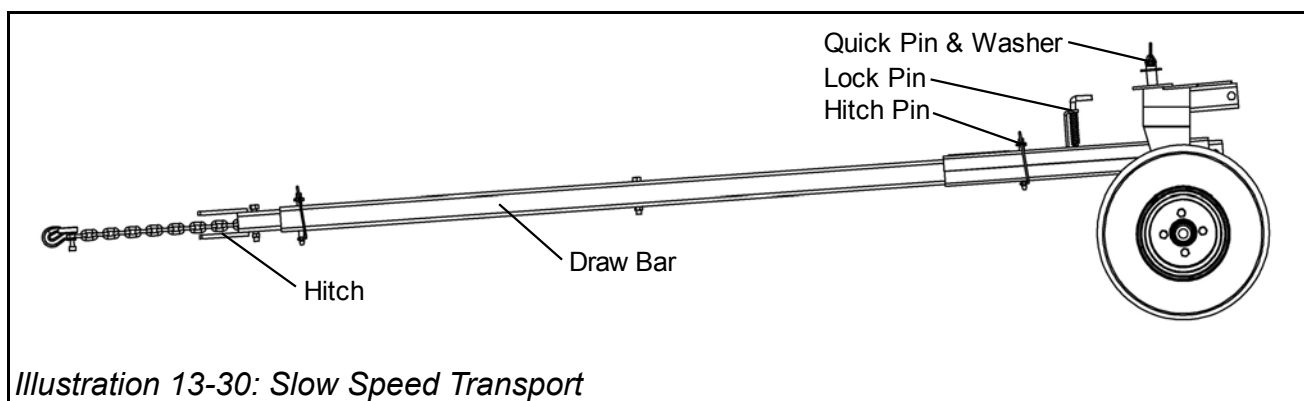 Quick Pin & Washer
Lock Pin
Hitch Pin
Draw Bar
Hitch
Illustration 13-30: Slow Speed Transport